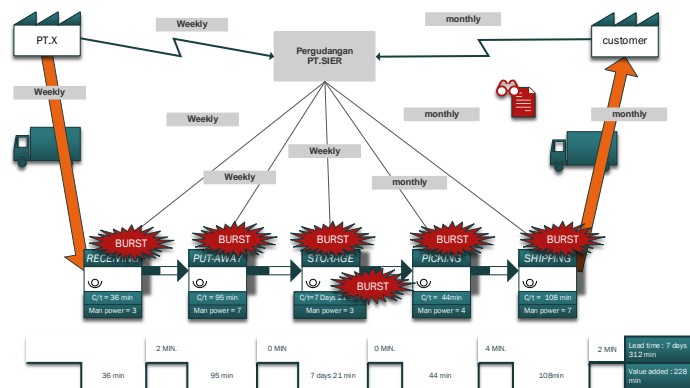 Weekly
monthly
PT.X
Pergudangan
PT.SIER
customer
Weekly
monthly
monthly
Weekly
Weekly
Weekly
monthly
BURST
BURST
BURST
BURST
BURST
RECEIVING
PUT-AWAY
STORAGE
PICKING
SHIPPING
BURST
C/t = 36 min
C/t = 95 min
C/t=7 Days
C/t = 44min
C/t = 108 min
Man power = 3
Man power = 7
Man power = 3
Man power = 4
Man power = 7
2 MIN.
0 MIN
0 MIN.
4 MIN.
2 MIN
Lead time : 7 days
312 min
36 min
95 min
7 days 21 min
44 min
108min
Value added : 228
min